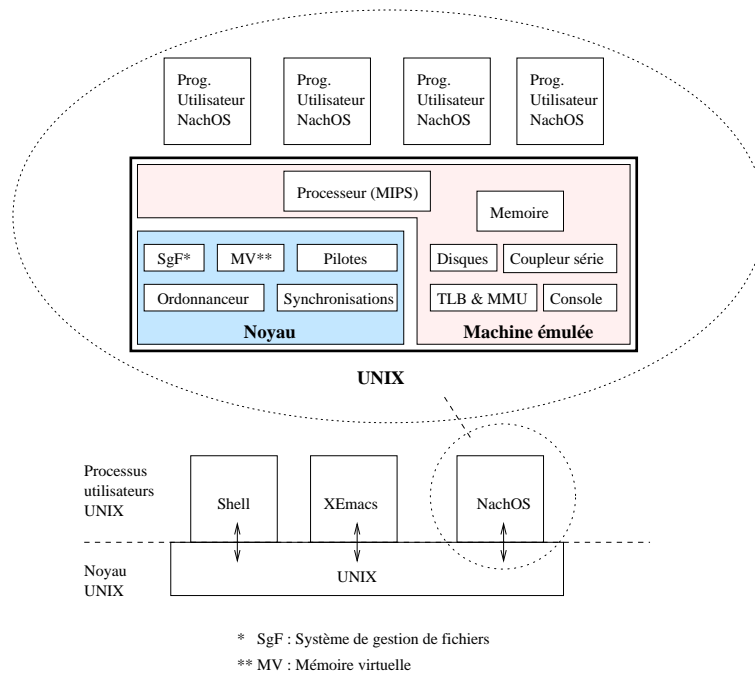 Prog.
Utilisateur
NachOS
Prog.
Utilisateur
NachOS
Prog.
Utilisateur
NachOS
Prog.
Utilisateur
NachOS
Processeur (MIPS)
Memoire
SgF*
MV**
Pilotes
Disques
Coupleur série
Ordonnanceur
Synchronisations
TLB & MMU
Console
Noyau
Machine émulée
UNIX
Processus
utilisateurs
UNIX
Shell
XEmacs
NachOS
Noyau
UNIX
UNIX
* SgF : Système de gestion de fichiers
** MV : Mémoire virtuelle